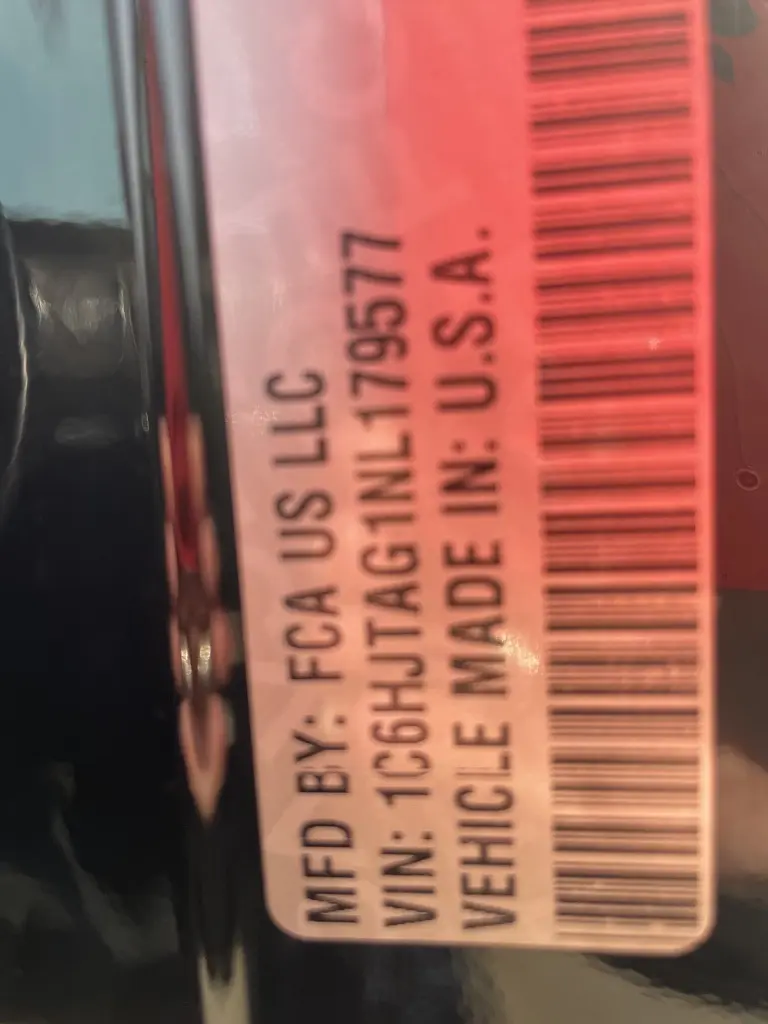 MFD BY: FCA US LLC
VIN: 1C6HJTAG1NL179577
VEHICLE MADE IN: U.S.A.